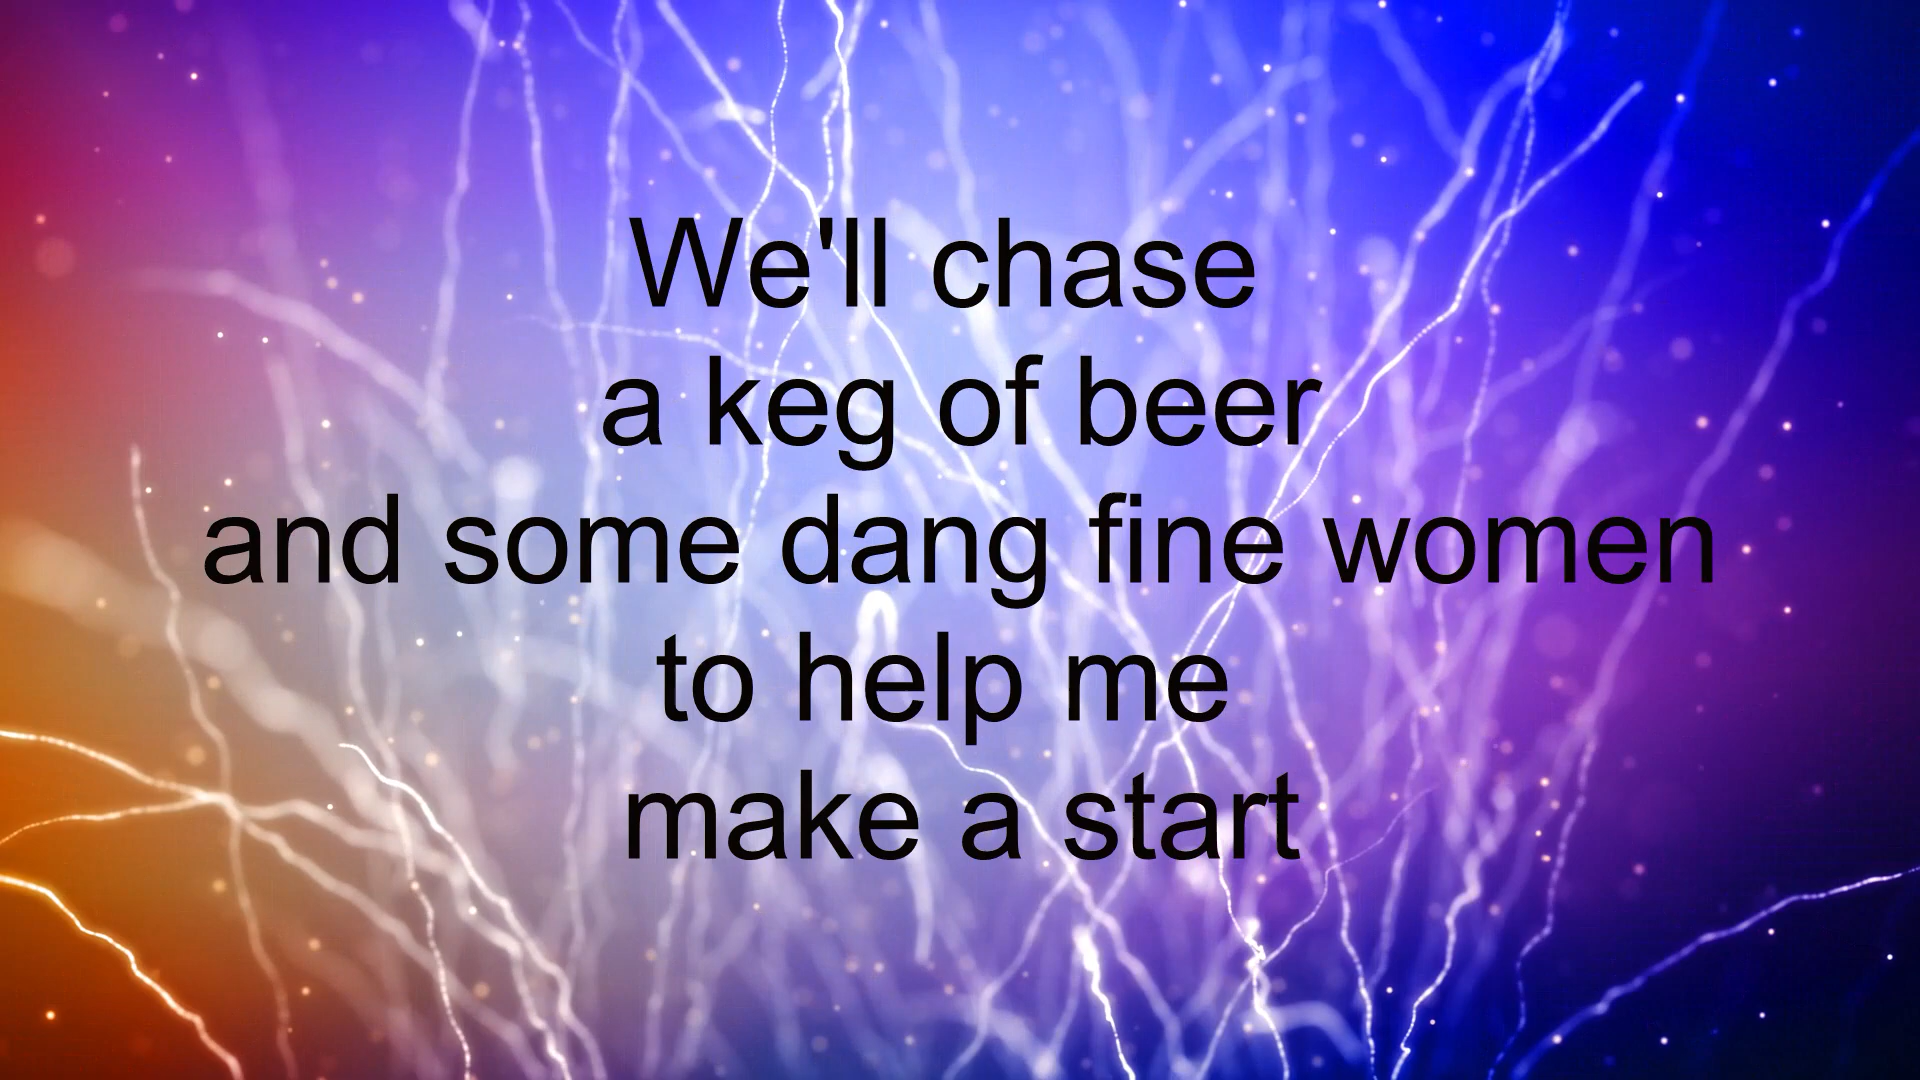 We'll chase
a keg of beer
and some dang fine women
to help me
make a start